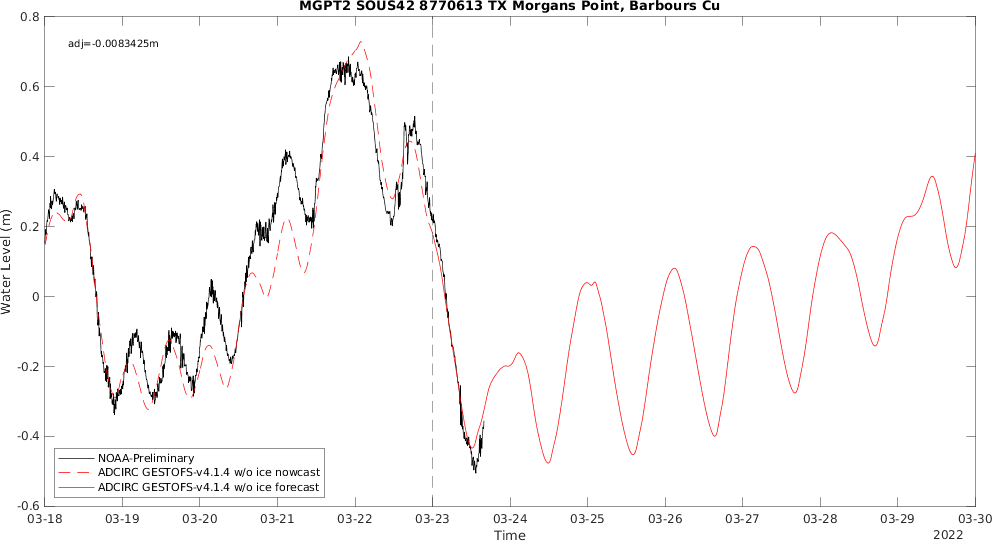 MGPT2 SOUS42 8770613 TX Morgans Point, Barbours Cu
adj=-0.0083425m
0.8
0.6
0.4
0.2
0
-0.2
-0.4
-0.6
Water Level (m)
NOAA-Preliminary
ADCIRC GESTOFS-v4.1.4 w/o ice nowcast
ADCIRC GESTOFS-v4.1.4 w/o ice forecast
03-18 03-19 03-20 03-21 03-22 03-23 03-24 03-25 03-26 03-27 03-28 03-29 03-30
Time
2022